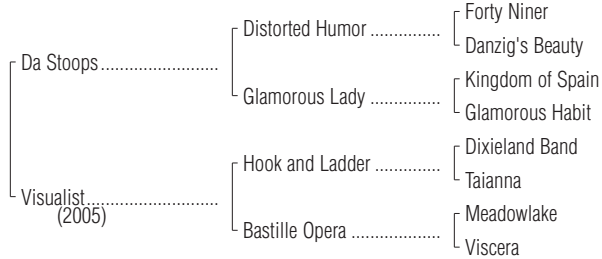 Forty Niner
Distorted Humor ...............
Danzig's Beauty
Da Stoops.........................
Kingdom of Spain
Glamorous Lady ...............
Glamorous Habit
Dixieland Band
Hook and Ladder ..............
Taianna
Visualist............................
(2005)
Meadowlake
Bastille Opera ...................
Viscera